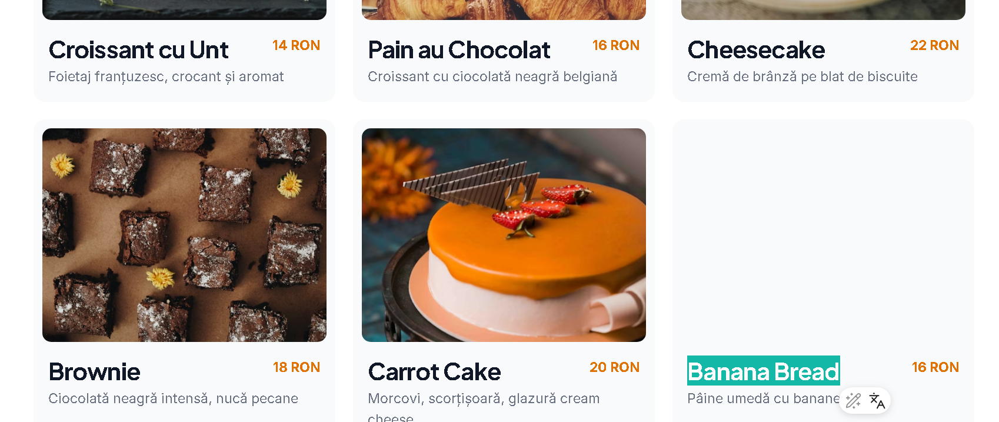 Croissant cu Unt
14 RON
Foietaj franțuzesc, crocant și aromat
Pain au Chocolat
16 RON
Croissant cu ciocolată neagră belgiană
Cheesecake
22 RON
Cremă de brânză pe blat de biscuite
Brownie
18 RON
Ciocolată neagră intensă, nucă pecane
Carrot Cake
20 RON
Morcovi, scorțișoară, glazură cream
cheese
Banana Bread
16 RON
Pâine umedă cu banane